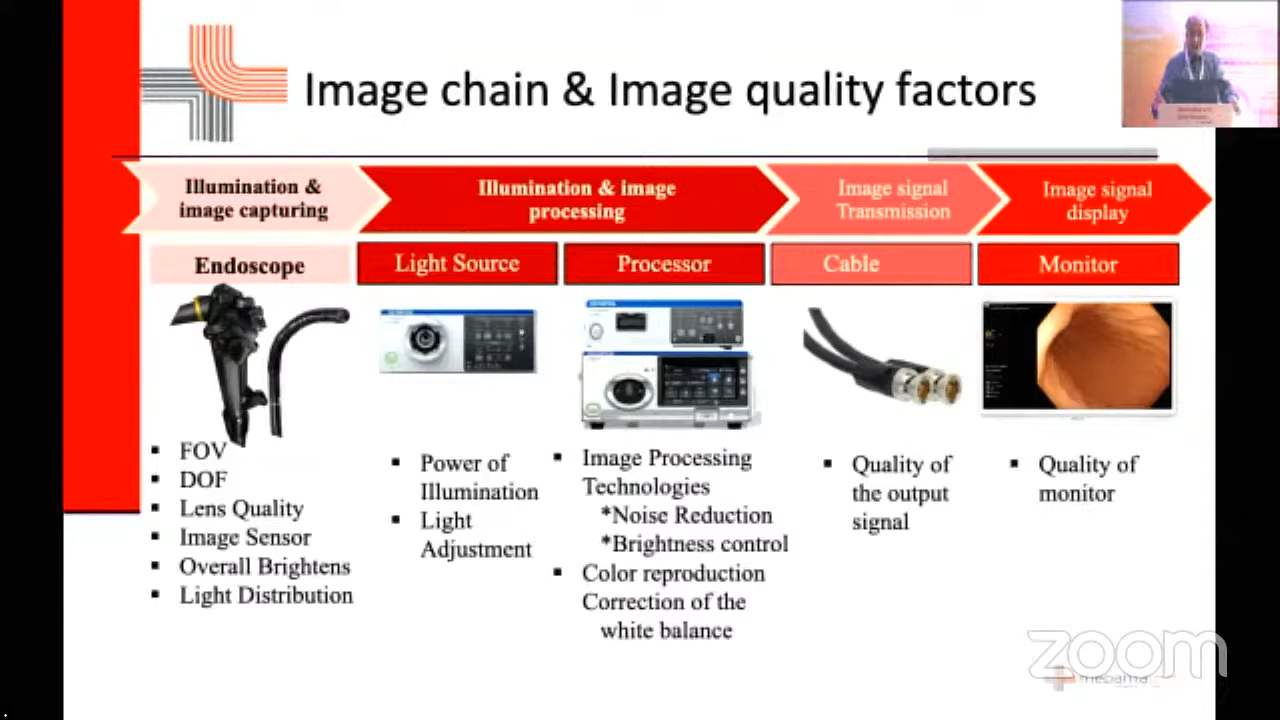 Image chain & Image quality factors
Illumination &
image capturing
Illumination & image
processing
Image signal
Transmission
Image signal
display
Endoscope
Light Source
Processor
Cable
Monitor
OLYMPUS
▪ FOV
▪ DOF
▪ Lens Quality
▪ Image Sensor
▪ Overall Brightens
▪ Light Distribution
▪ Power of
Illumination
▪ Light
Adjustment
▪ Image Processing
Technologies
*Noise Reduction
*Brightness control
▪ Color reproduction
Correction of the
white balance
▪ Quality of
the output
signal
▪ Quality of
monitor
zoom